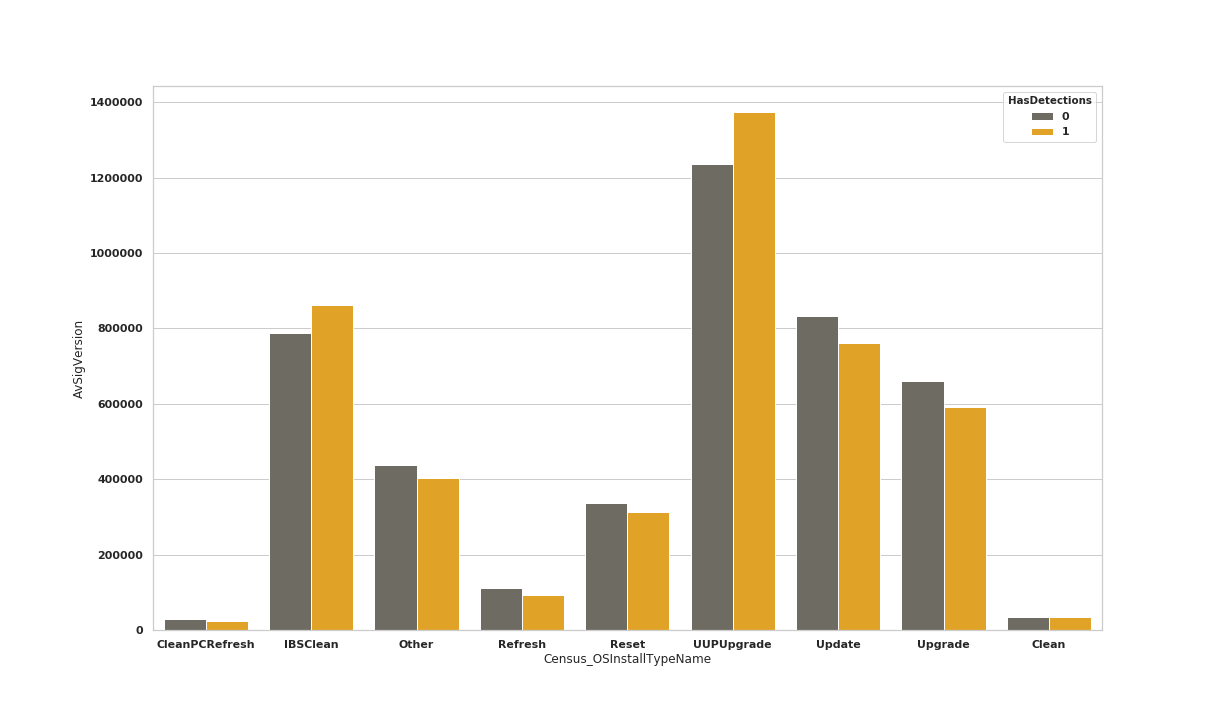 1400000
1200000
1000000
800000
600000
400000
200000
0
AvSigVersion
HasDetections
0
1
CleanPCRefresh IBSClean Other Refresh Reset UUPUpgrade Update Upgrade Clean
Census_OSInstallTypeName